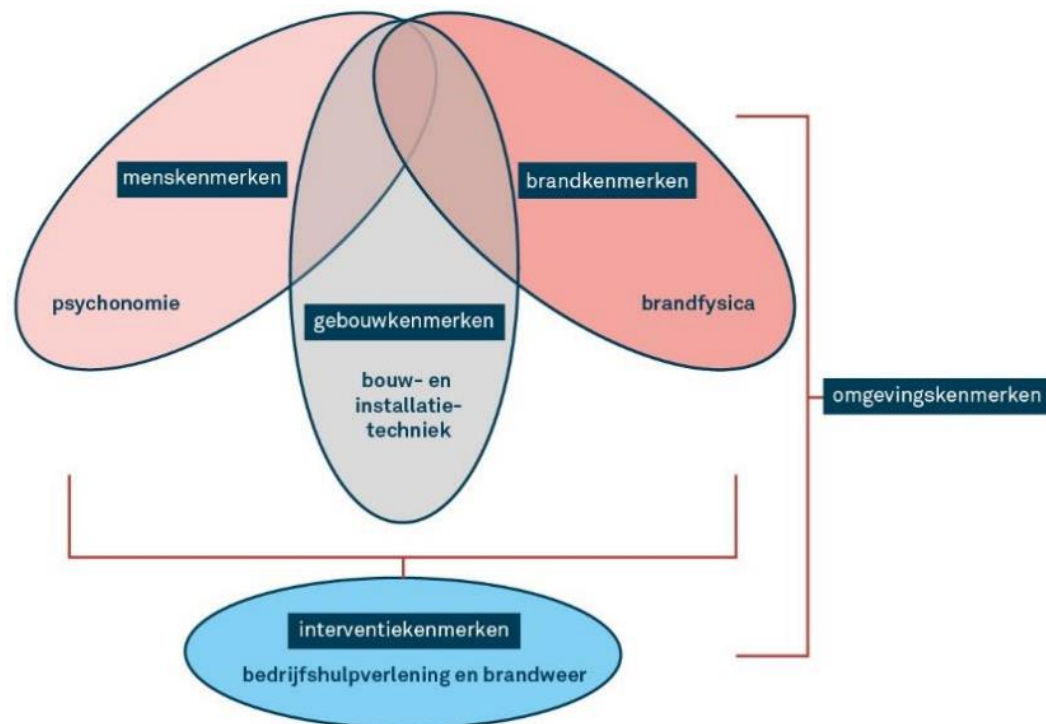 menskenmerken
brandkenmerken
psychonomie
brandfysica
gebouwkenmerken
bouw- en
installatie-
techniek
omgevingskenmerken
interventiekenmerken
bedrijfshulpverlening en brandweer